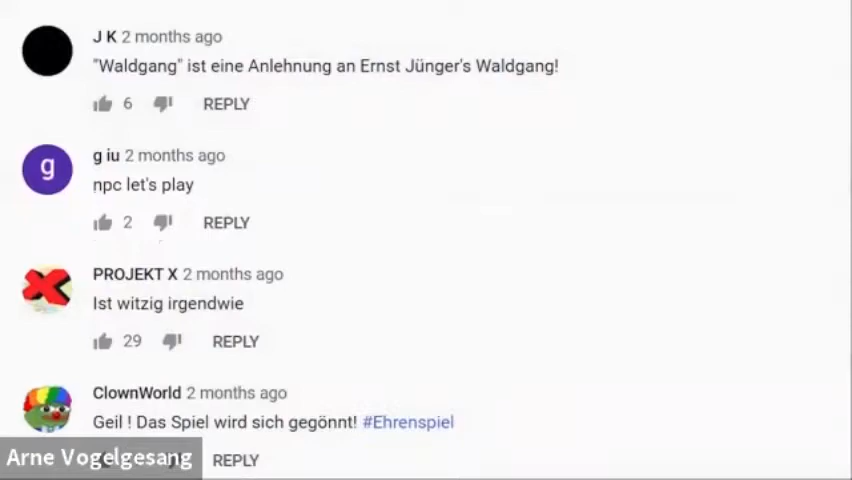 J K 2 months ago
"Waldgang" ist eine Anlehnung an Ernst Jünger's Waldgang!
6 REPLY
g
g iu 2 months ago
npc let's play
2 REPLY
PROJEKT X 2 months ago
Ist witzig irgendwie
29 REPLY
ClownWorld 2 months ago
Geil ! Das Spiel wird sich gegönnt! #Ehrenspiel
Arne Vogelgesang
REPLY